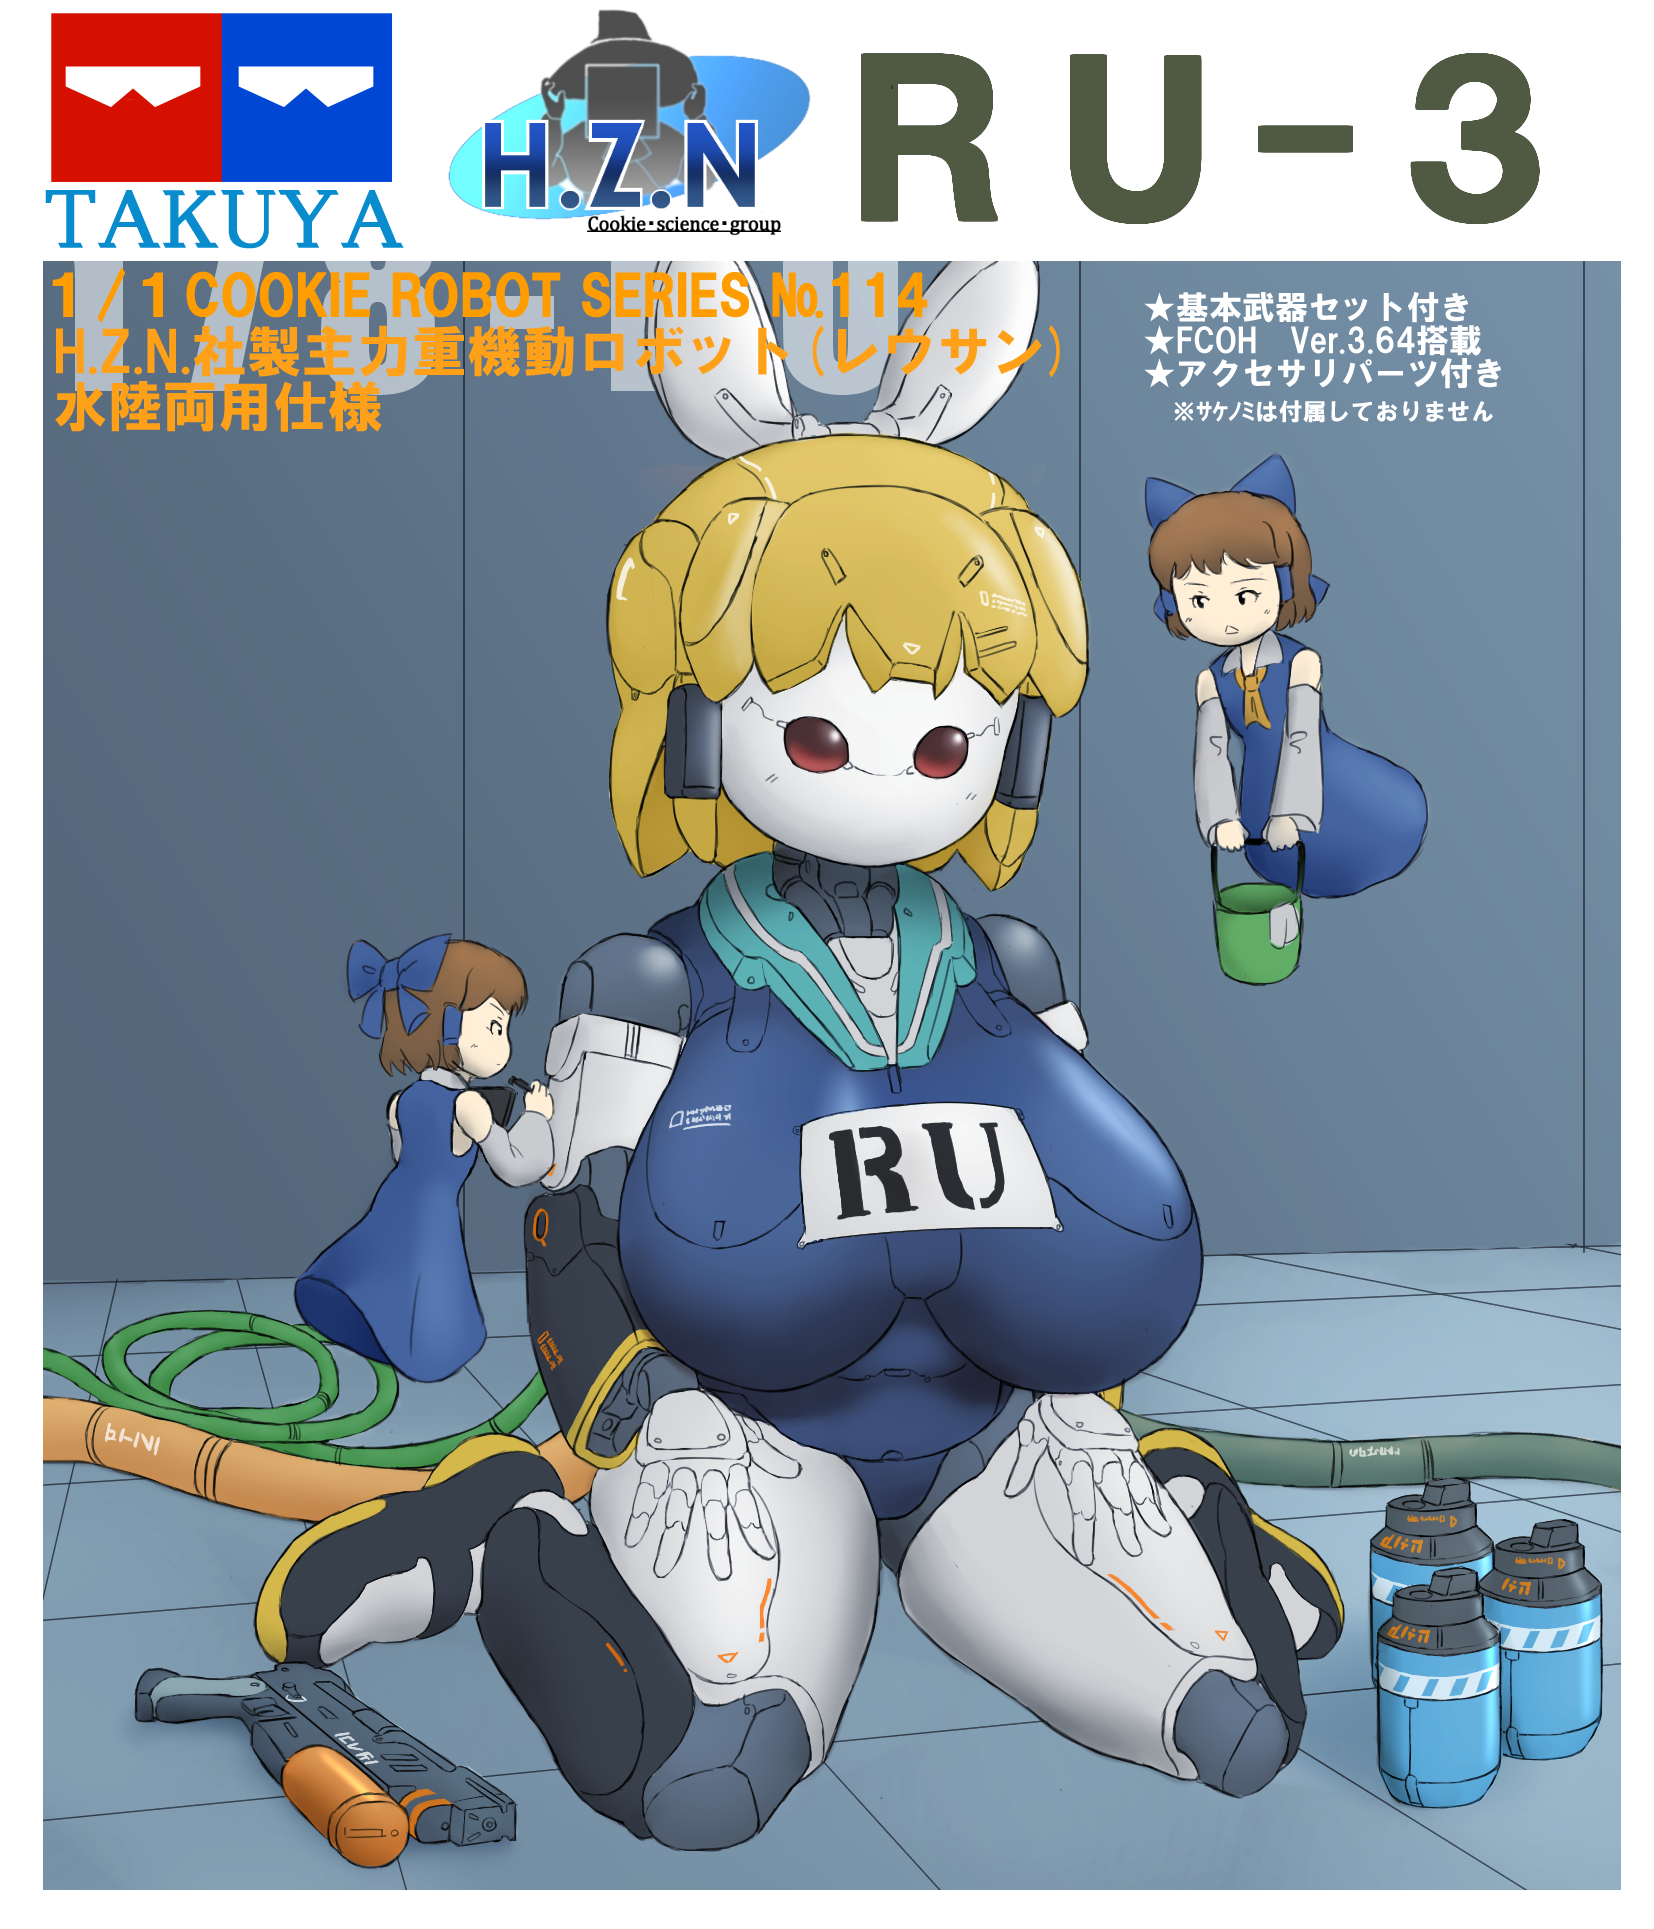 TAKUYA
H.Z.N
Cookie・science・group
RU-3
1/1 COOKIE ROBOT SERIES №.114
H.Z.N.社製主力重機動ロボット(レウサン)
水陸両用仕様
★基本武器セット付き
★FCOH Ver.3.64搭載
★アクセサリパーツ付き
※ｻｹﾉﾐは付属しておりません
RU
Q